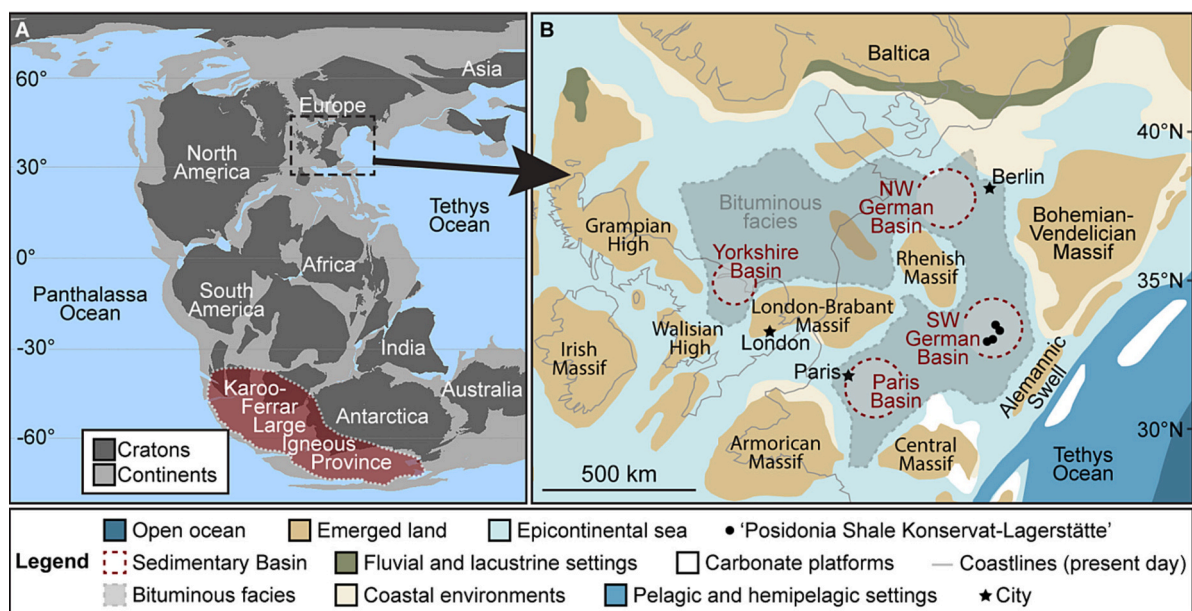 A
60°
30°
0°
-30°
-60°
Asia
Europe
North
America
Tethys
Ocean
Africa
Panthalassa
Ocean
South
America
India
Australia
Antarctica
Karoo-
Ferrar
Large
Igneous
Province
Cratons
Continents
B
Baltica
40°N
35°N
30°N
Berlin
NW
German
Basin
Bituminous
facies
Bohemian-
Vendelician
Massif
Grampian
High
Yorkshire
Basin
Rhenish
Massif
London-Brabant
Massif
London
Walisian
High
Irish
Massif
SW
German
Basin
Paris
Paris
Basin
Alemannic
Swell
Armorican
Massif
Central
Massif
Tethys
Ocean
500 km
Legend
Open ocean
Emerged land
Epicontinental sea
'Posidonia Shale Konservat-Lagerstätte'
Sedimentary Basin
Fluvial and lacustrine settings
Carbonate platforms
Coastlines (present day)
Bituminous facies
Coastal environments
Pelagic and hemipelagic settings
City